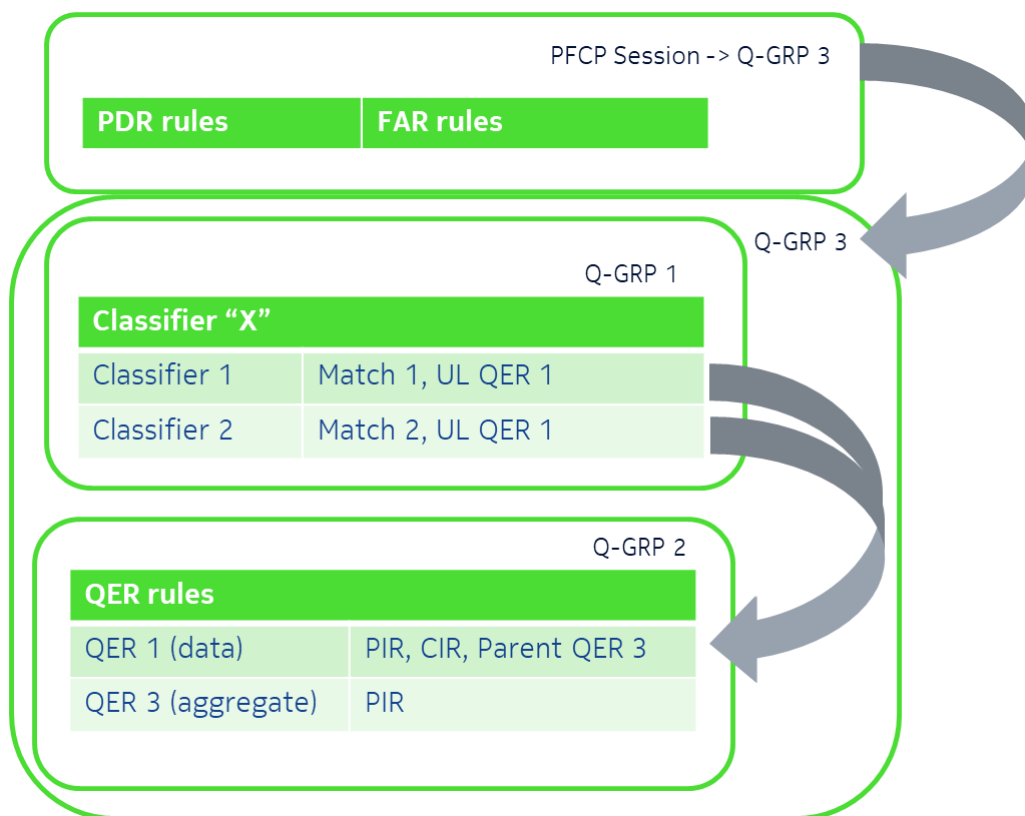 PFCP Session -> Q-GRP 3
PDR rules FAR rules
Q-GRP 3
Q-GRP 1
Classifier “X”
Classifier 1 Match 1, UL QER 1
Classifier 2 Match 2, UL QER 1
Q-GRP 2
QER rules
QER 1 (data) PIR, CIR, Parent QER 3
QER 3 (aggregate) PIR